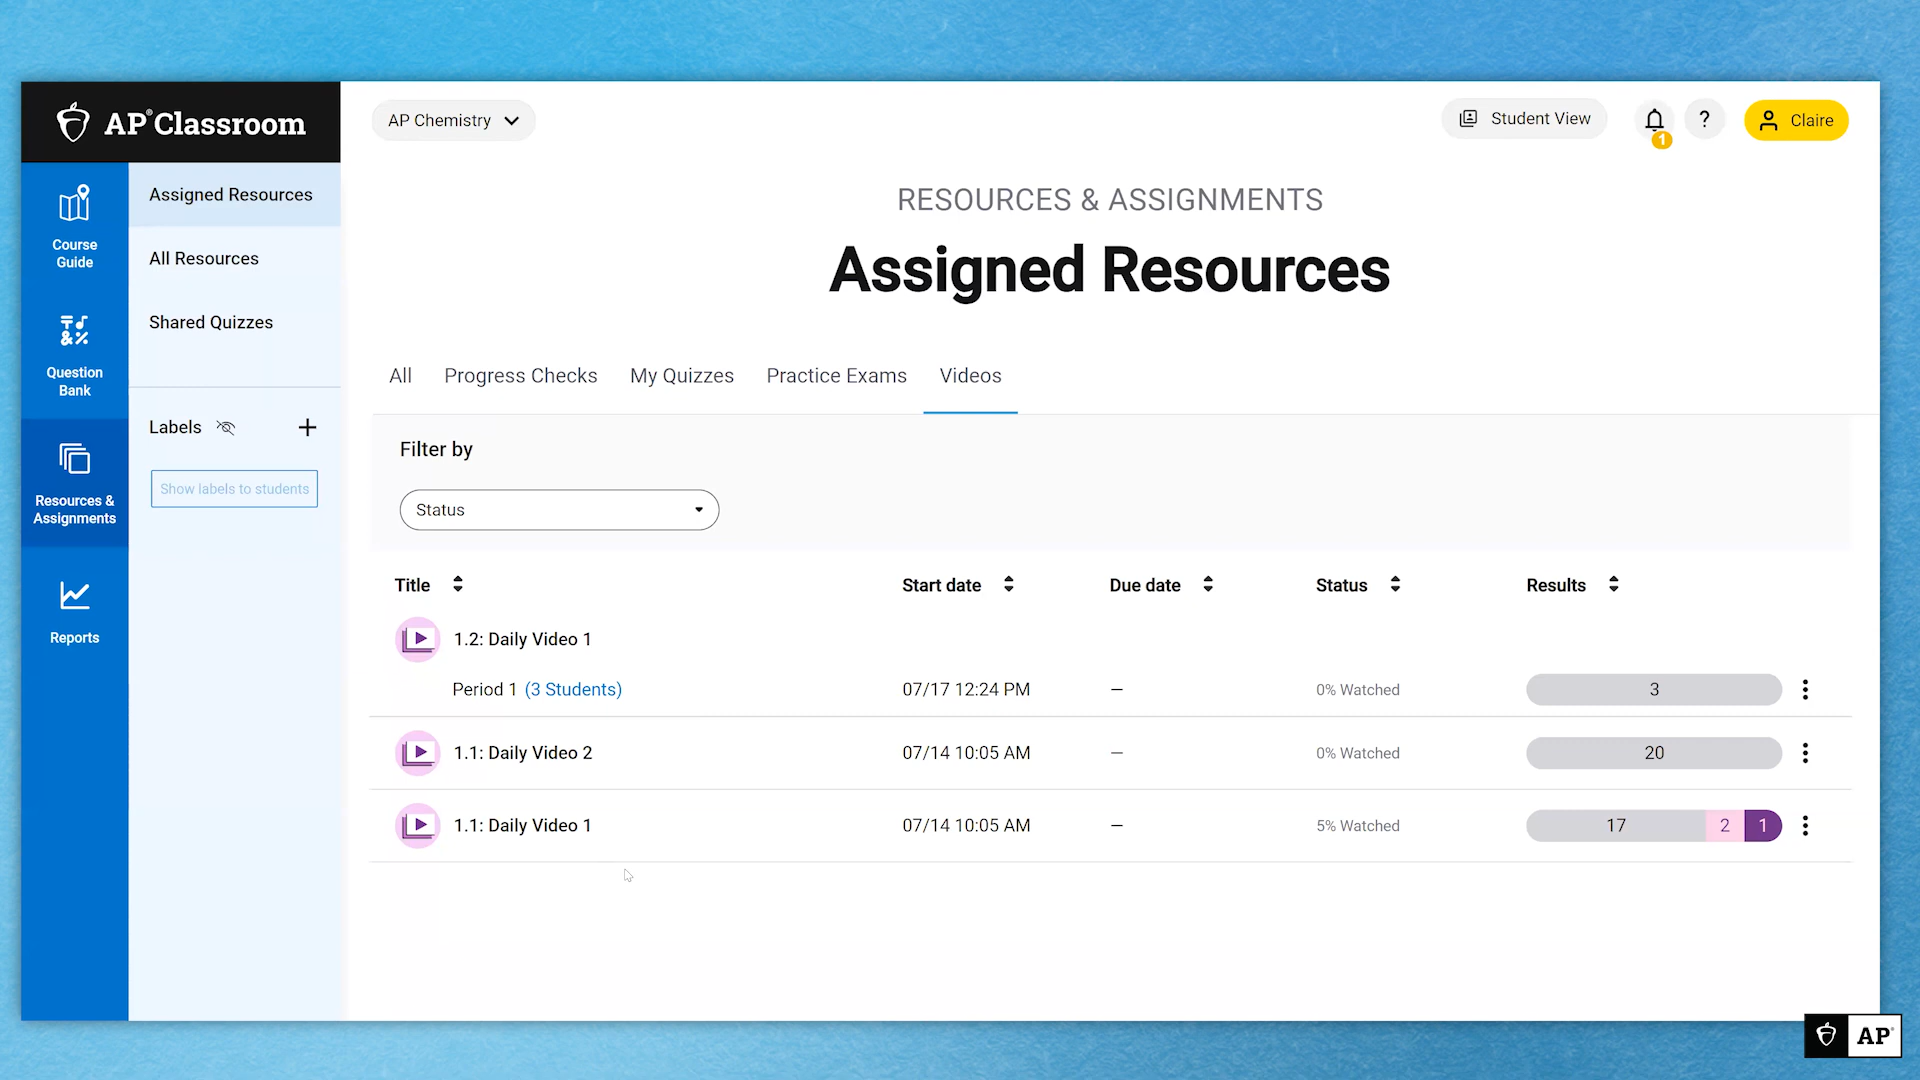 AP® Classroom
AP Chemistry
Student View
1
?
Claire
Course
Guide
Question
Bank
Resources &
Assignments
Reports
Assigned Resources
All Resources
Shared Quizzes
Labels
Show labels to students
RESOURCES & ASSIGNMENTS
Assigned Resources
All Progress Checks My Quizzes Practice Exams Videos
Filter by
Status
Title Start date Due date Status Results
1.2: Daily Video 1
Period 1 (3 Students) 07/17 12:24 PM – 0% Watched 3
1.1: Daily Video 2 07/14 10:05 AM – 0% Watched 20
1.1: Daily Video 1 07/14 10:05 AM – 5% Watched 17 2 1
AP®